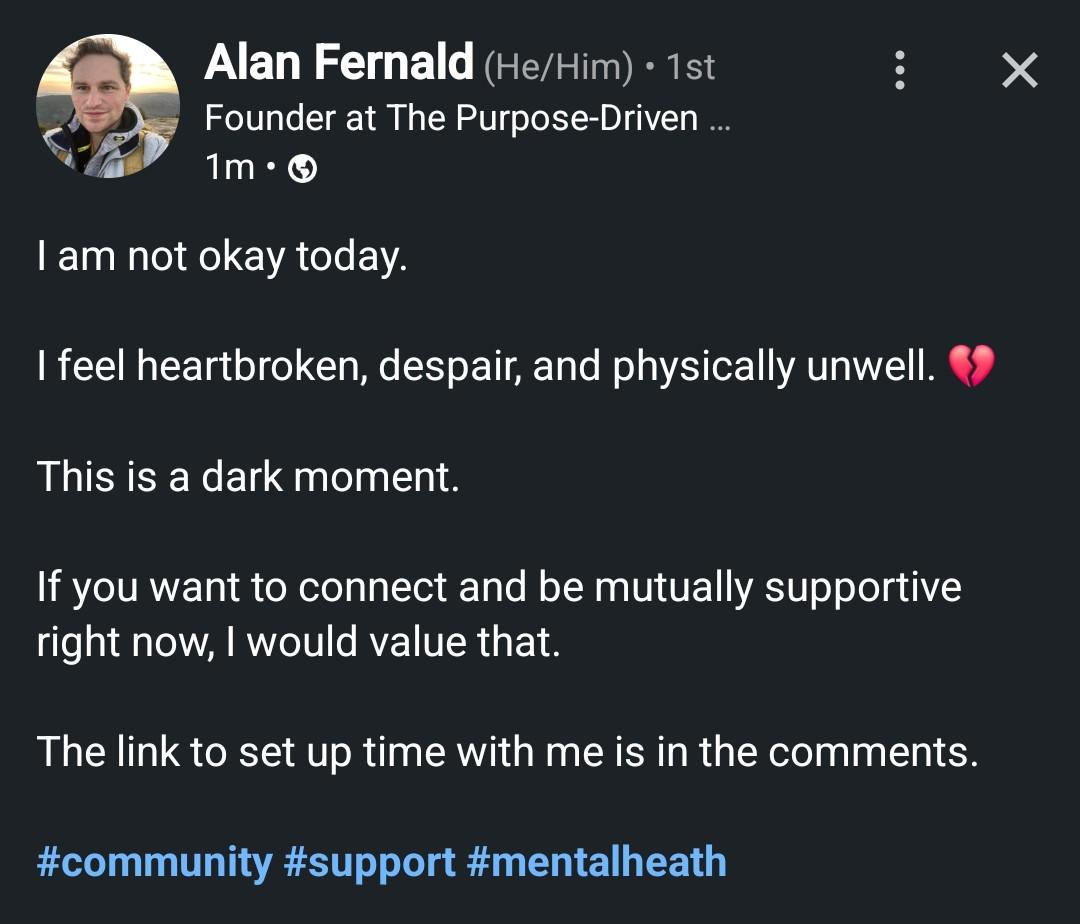 Alan Fernald (He/Him) • 1st
Founder at The Purpose-Driven ...
1m •
I am not okay today.
I feel heartbroken, despair, and physically unwell. 💔
This is a dark moment.
If you want to connect and be mutually supportive
right now, I would value that.
The link to set up time with me is in the comments.
#community #support #mentalheath